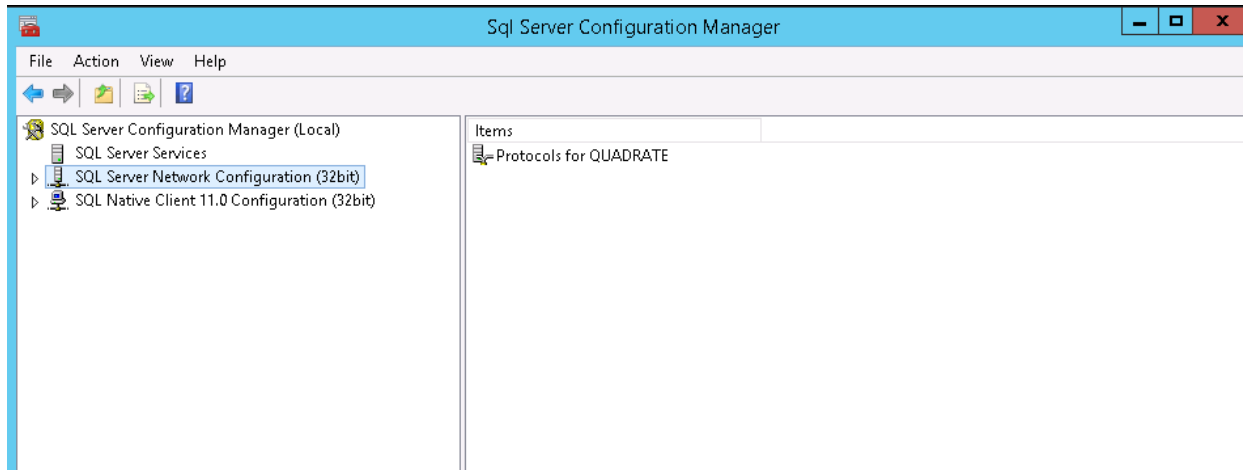 Sql Server Configuration Manager
File Action View Help
SQL Server Configuration Manager (Local)
SQL Server Services
SQL Server Network Configuration (32bit)
SQL Native Client 11.0 Configuration (32bit)
Items
Protocols for QUADRATE